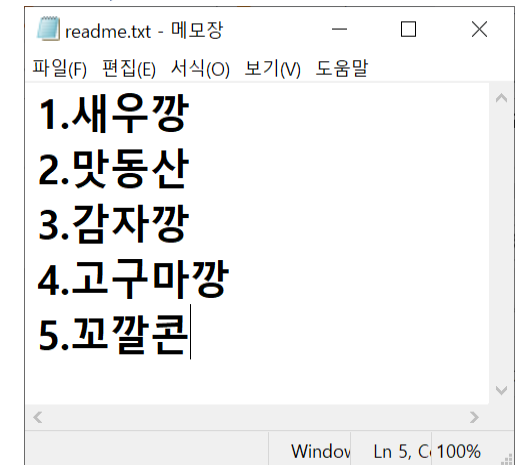 readme.txt - 메모장
파일(F) 편집(E) 서식(O) 보기(V) 도움말
1.새우깡
2.맛동산
3.감자깡
4.고구마깡
5.꼬깔콘
Window Ln 5, C 100%